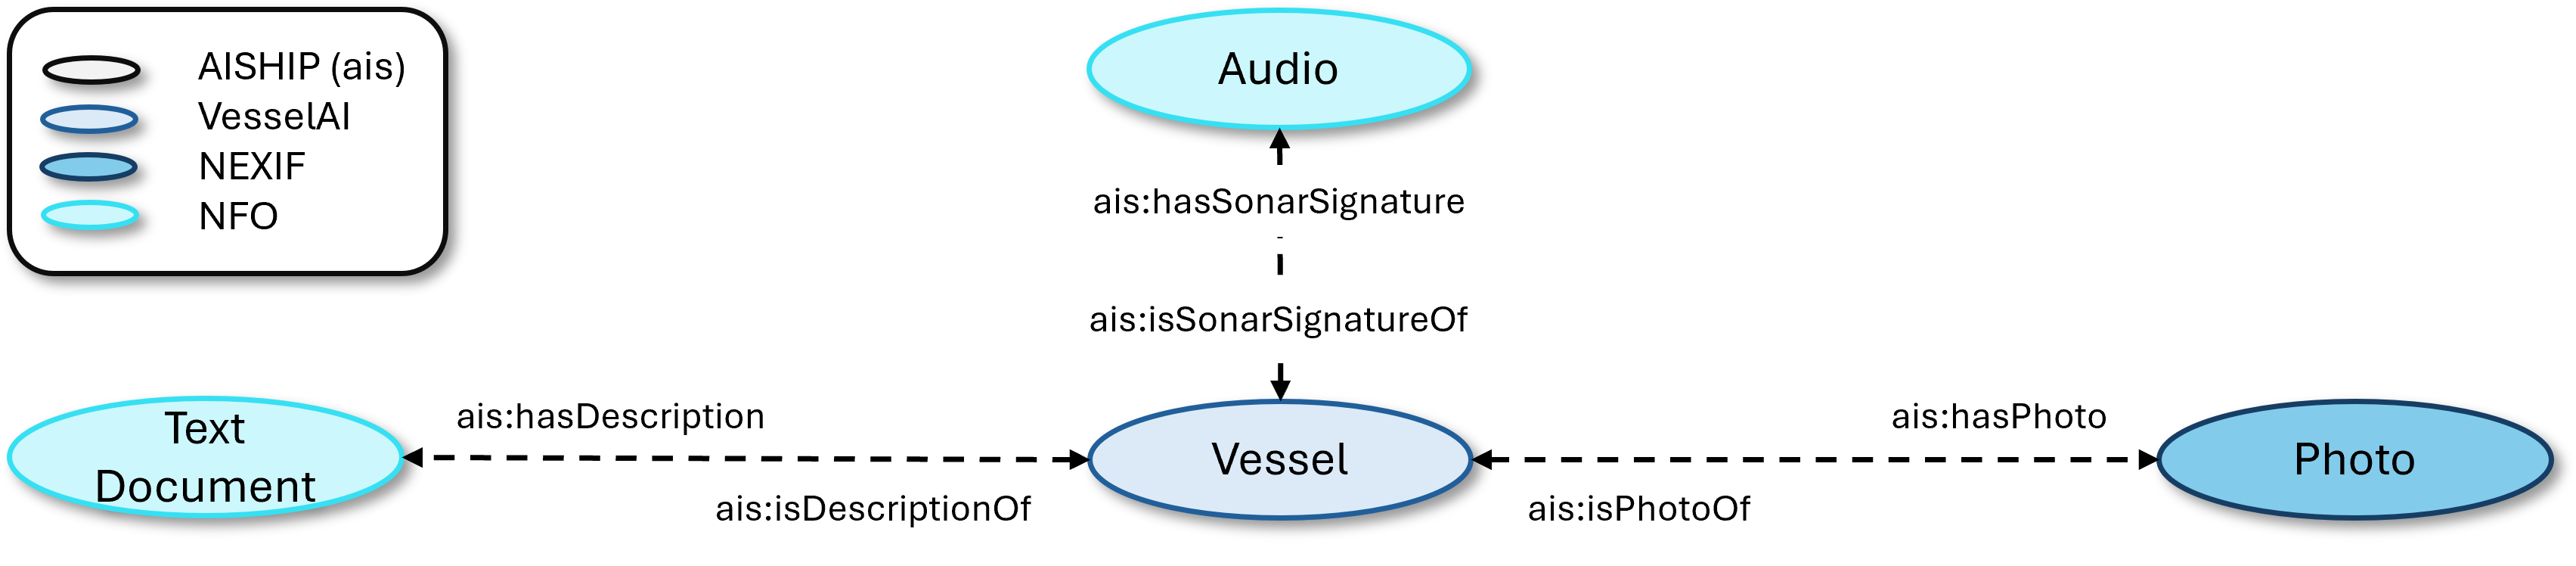 AISHIP (ais)
VesselAI
NEXIF
NFO
Audio
ais:hasSonarSignature
ais:isSonarSignatureOf
Text
Document
ais:hasDescription
ais:isDescriptionOf
Vessel
ais:hasPhoto
ais:isPhotoOf
Photo